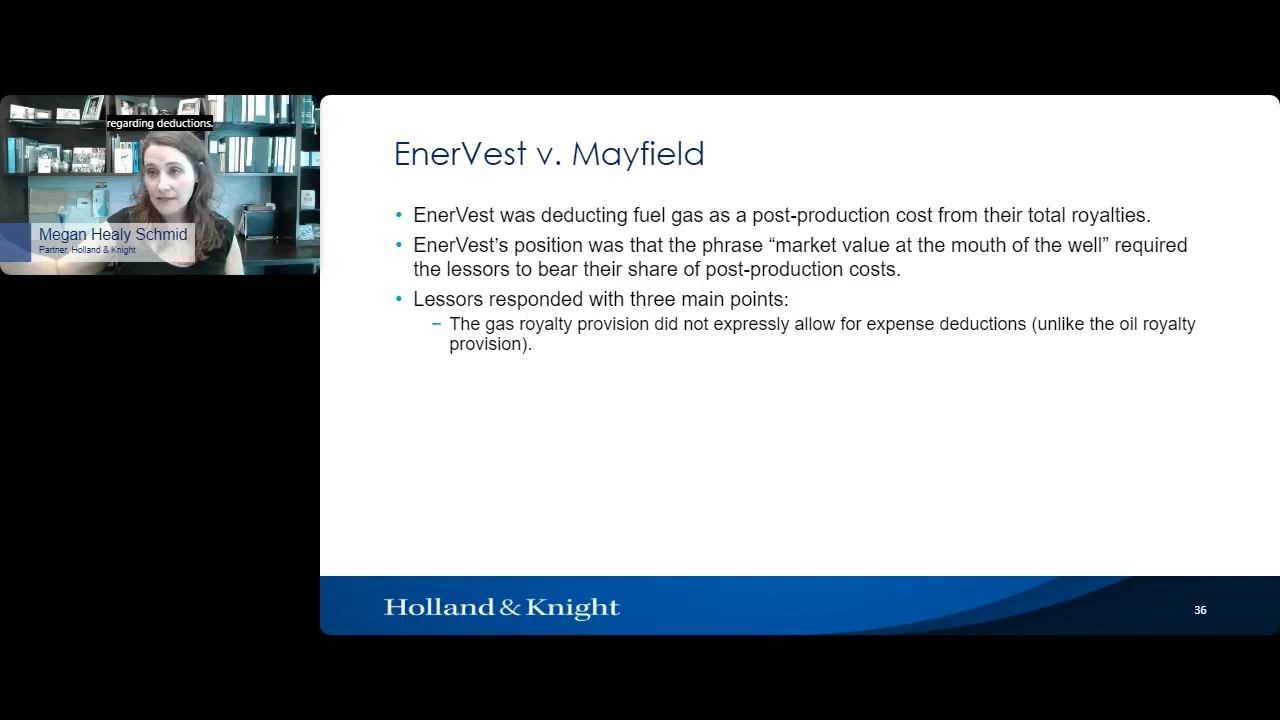 regarding deductions.
Megan Healy Schmid
Partner, Holland & Knight
EnerVest v. Mayfield
• EnerVest was deducting fuel gas as a post-production cost from their total royalties.
• EnerVest's position was that the phrase “market value at the mouth of the well” required
the lessors to bear their share of post-production costs.
• Lessors responded with three main points:
– The gas royalty provision did not expressly allow for expense deductions (unlike the oil royalty
provision).
Holland & Knight
36